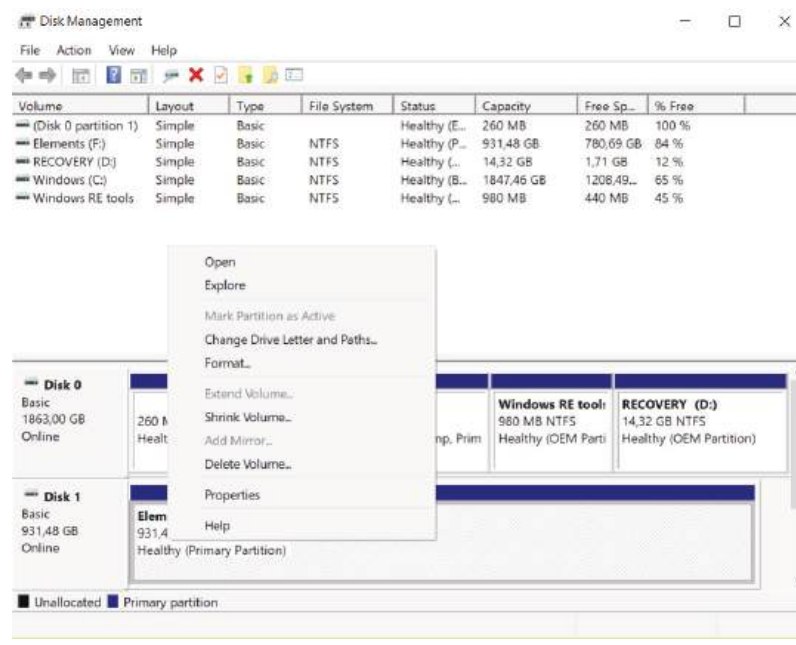 Disk Management
File Action View Help
Volume Layout Type File System Status Capacity Free Sp... % Free
(Disk 0 partition 1) Simple Basic Healthy (E... 260 MB 260 MB 100 %
Elements (F:) Simple Basic NTFS Healthy (P... 931,48 GB 780,69 GB 84 %
RECOVERY (D:) Simple Basic NTFS Healthy (... 14,32 GB 1,71 GB 12 %
Windows (C:) Simple Basic NTFS Healthy (B... 1847,46 GB 1208,49... 65 %
Windows RE tools Simple Basic NTFS Healthy (... 980 MB 440 MB 45 %
Open
Explore
Mark Partition as Active
Change Drive Letter and Paths...
Format...
Extend Volume...
Shrink Volume...
Add Mirror...
Delete Volume...
Properties
Help
Disk 0
Basic
1863,00 GB
Online
260 M
Healt
np, Prim
Windows RE tools
980 MB NTFS
Healthy (OEM Parti
RECOVERY (D:)
14,32 GB NTFS
Healthy (OEM Partition)
Disk 1
Basic
931,48 GB
Online
Elem
931,4
Healthy (Primary Partition)
Unallocated Primary partition